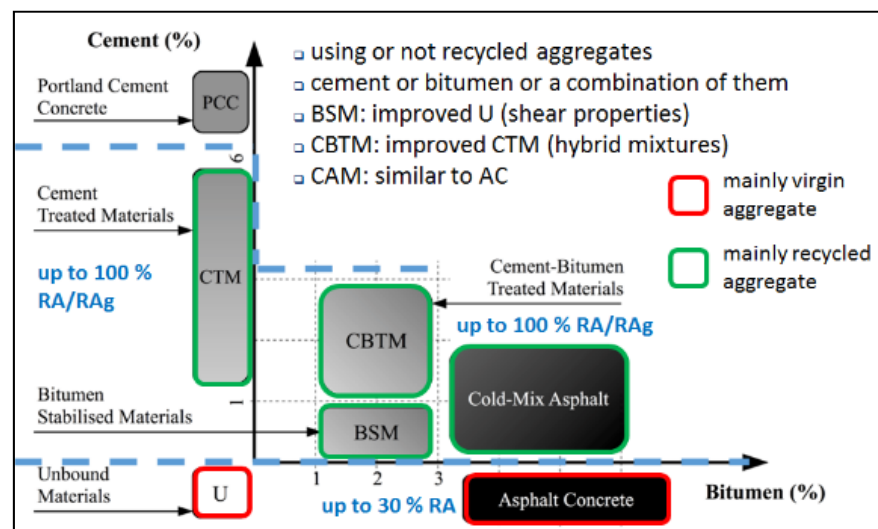 Cement (%)
▫ using or not recycled aggregates
▫ cement or bitumen or a combination of them
▫ BSM: improved U (shear properties)
▫ CBTM: improved CTM (hybrid mixtures)
▫ CAM: similar to AC
Portland Cement
Concrete
PCC
6
mainly virgin
aggregate
mainly recycled
aggregate
Cement
Treated Materials
up to 100 %
RA/RAg
CTM
Cement-Bitumen
Treated Materials
up to 100 % RA/RAg
CBTM
Cold-Mix Asphalt
1
Bitumen
Stabilised Materials
BSM
Unbound
Materials
U
1
2
3
up to 30 % RA
Asphalt Concrete
Bitumen (%)